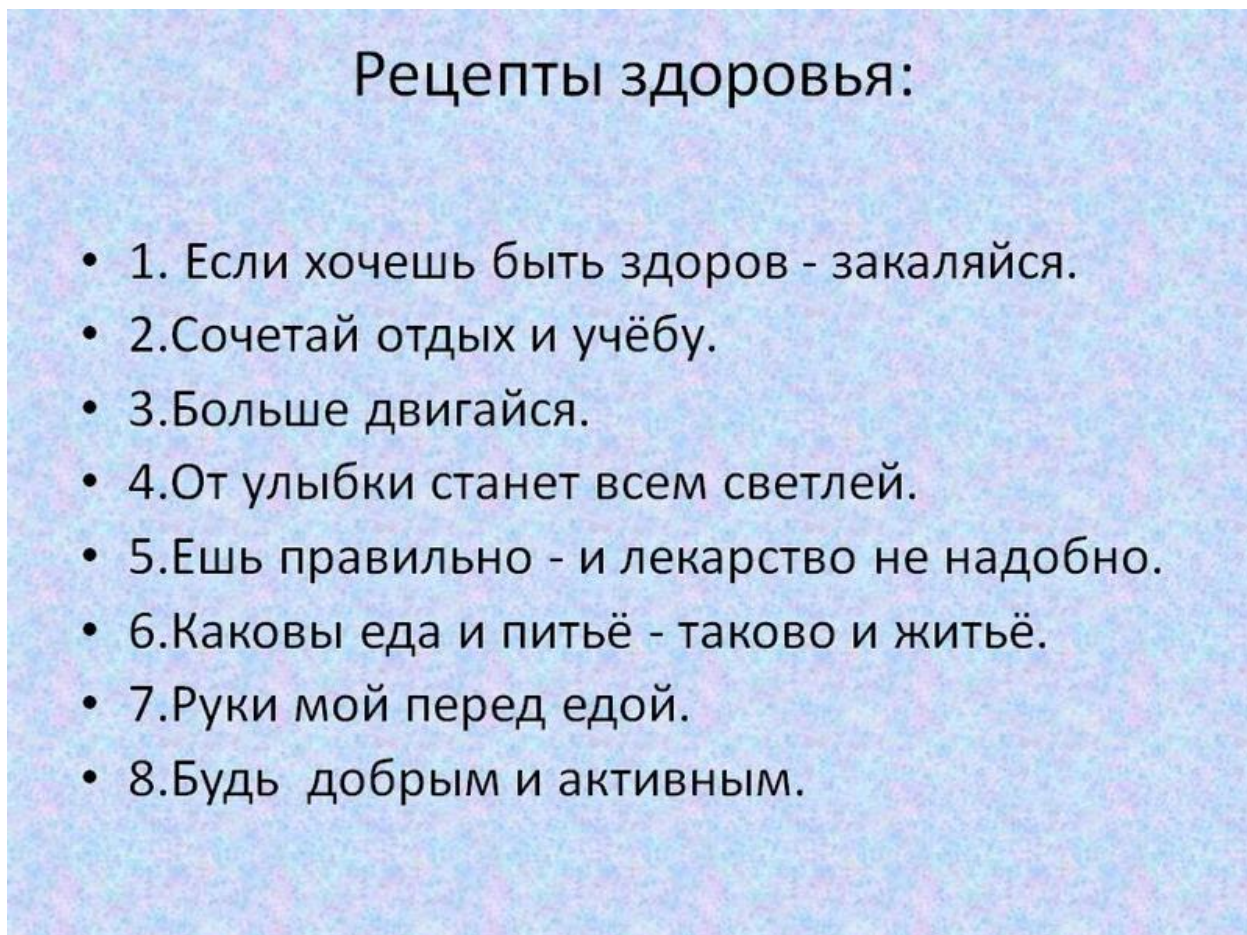 Рецепты здоровья:
• 1. Если хочешь быть здоров - закаляйся.
• 2.Сочетай отдых и учёбу.
• 3.Больше двигайся.
• 4.От улыбки станет всем светлей.
• 5.Ешь правильно - и лекарство не надобно.
• 6.Каковы еда и питьё - таково и житьё.
• 7.Руки мой перед едой.
• 8.Будь  добрым и активным.